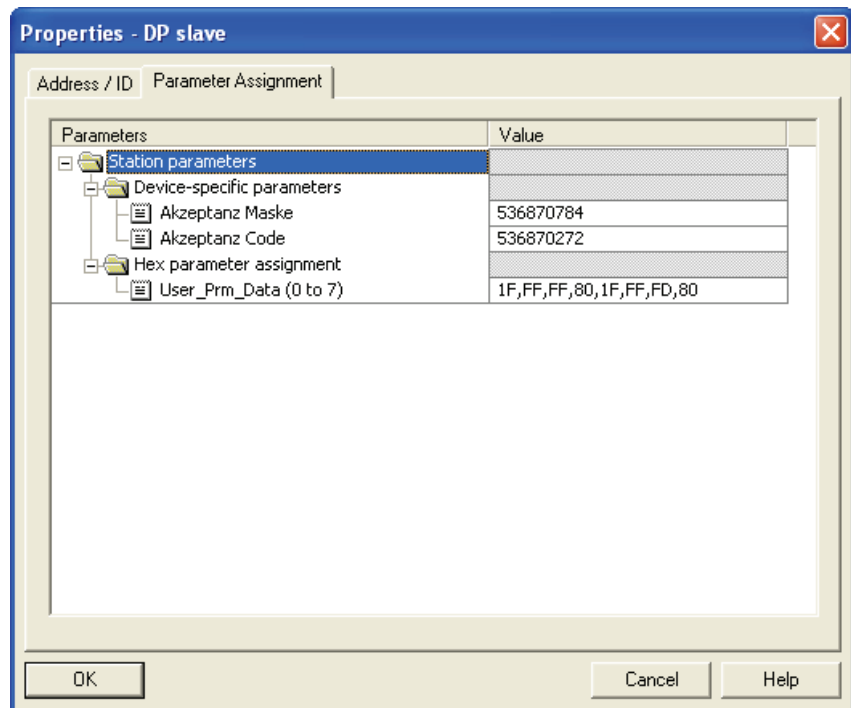 Properties - DP slave
Address / ID Parameter Assignment
Parameters Value
Station parameters
Device-specific parameters
Akzeptanz Maske 536870784
Akzeptanz Code 536870272
Hex parameter assignment
User_Prm_Data (0 to 7) 1F,FF,FF,80,1F,FF,FD,80
OK Cancel Help